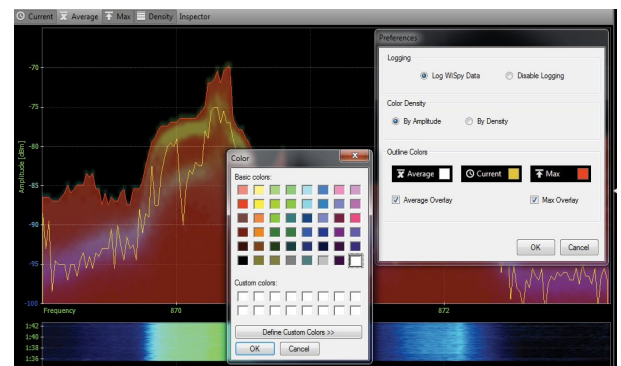 Current Average Max Density Inspector
Preferences
Logging
Log WiSpy Data Disable Logging
Color Density
By Amplitude By Density
Outline Colors
Average Current Max
Average Overlay Max Overlay
OK Cancel
Color
Basic colors:
Custom colors:
Define Custom Colors >>
OK Cancel
Amplitude [dBm]
-70
-75
-80
-85
-90
-95
-100
Frequency 870 872
1:42
1:40
1:38
1:36